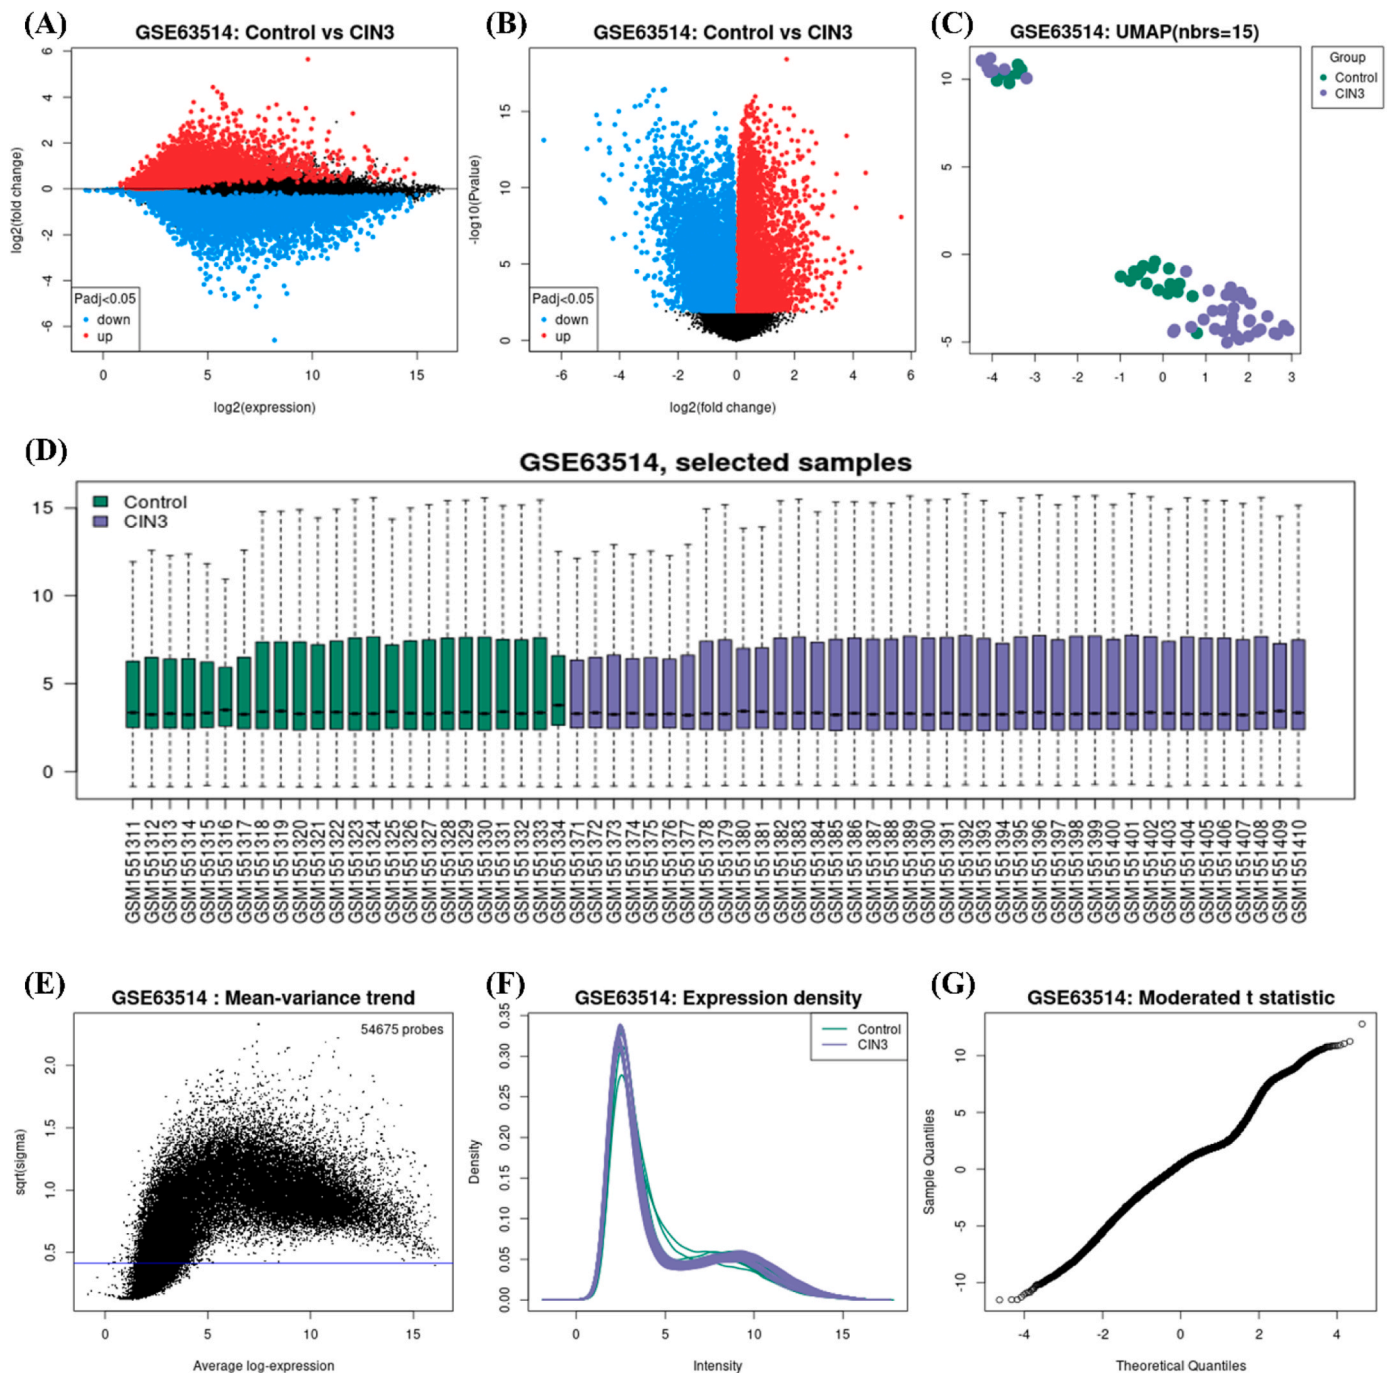 (A)
GSE63514: Control vs CIN3
6
4
2
0
-2
-4
-6
log2(fold change)
Padj<0.05
down
up
0
5
10
15
log2(expression)
(B)
GSE63514: Control vs CIN3
15
10
5
0
-log10(Pvalue)
Padj<0.05
down
up
-6
-4
-2
0
2
4
6
log2(fold change)
(C)
GSE63514: UMAP(nbrs=15)
Group
Control
CIN3
10
5
0
-5
-4
-3
-2
-1
0
1
2
3
(D)
GSE63514, selected samples
Control
CIN3
15
10
5
0
GSM1551311
GSM1551312
GSM1551313
GSM1551314
GSM1551315
GSM1551316
GSM1551317
GSM1551318
GSM1551319
GSM1551320
GSM1551321
GSM1551322
GSM1551323
GSM1551324
GSM1551325
GSM1551326
GSM1551327
GSM1551328
GSM1551329
GSM1551330
GSM1551331
GSM1551332
GSM1551333
GSM1551334
GSM1551371
GSM1551372
GSM1551373
GSM1551374
GSM1551375
GSM1551376
GSM1551377
GSM1551378
GSM1551379
GSM1551380
GSM1551381
GSM1551382
GSM1551383
GSM1551384
GSM1551385
GSM1551386
GSM1551387
GSM1551388
GSM1551389
GSM1551390
GSM1551391
GSM1551392
GSM1551393
GSM1551394
GSM1551395
GSM1551396
GSM1551397
GSM1551398
GSM1551399
GSM1551400
GSM1551401
GSM1551402
GSM1551403
GSM1551404
GSM1551405
GSM1551406
GSM1551407
GSM1551408
GSM1551409
GSM1551410
(E)
GSE63514 : Mean-variance trend
54675 probes
2.0
1.5
1.0
0.5
sqrt(sigma)
0
5
10
15
Average log-expression
(F)
GSE63514: Expression density
Control
CIN3
0.35
0.30
0.25
0.20
0.15
0.10
0.05
0.00
Density
0
5
10
15
Intensity
(G)
GSE63514: Moderated t statistic
10
5
0
-5
-10
Sample Quantiles
-4
-2
0
2
4
Theoretical Quantiles